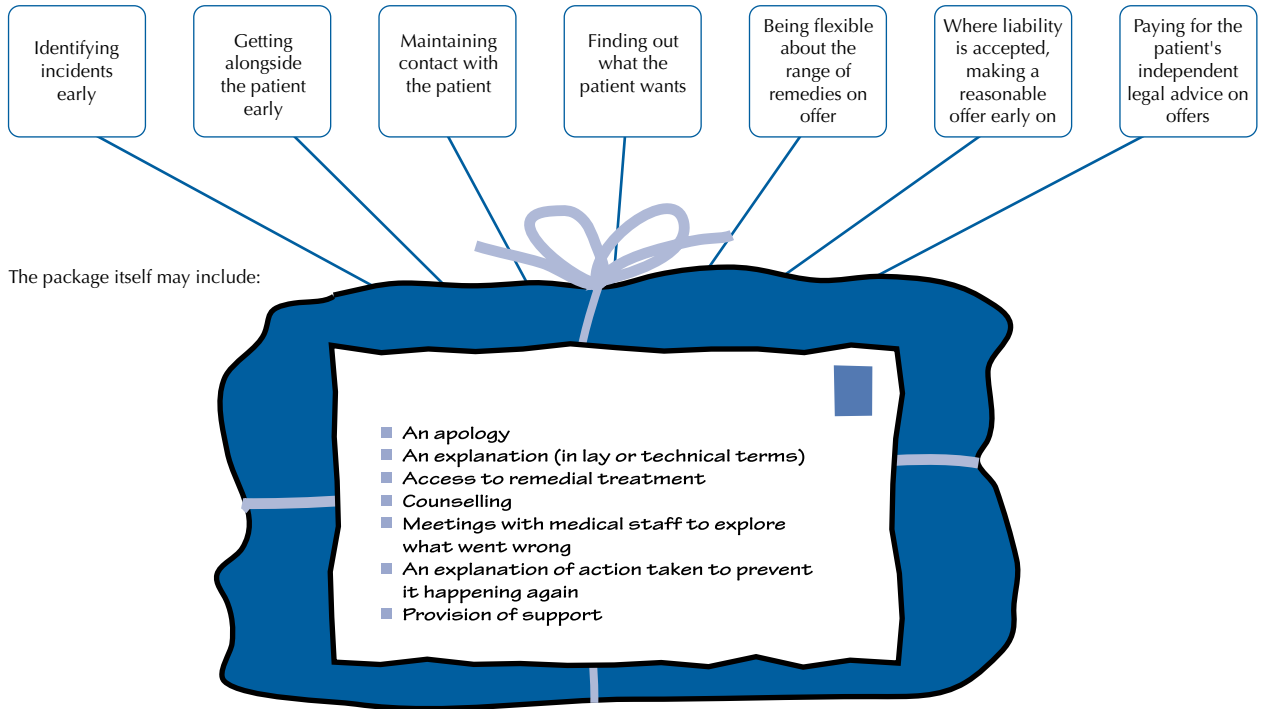 Identifying
incidents
early
Getting
alongside
the patient
early
Maintaining
contact with
the patient
Finding out
what the
patient wants
Being flexible
about the
range of
remedies on
offer
Where liability
is accepted,
making a
reasonable
offer early on
Paying for the
patient's
independent
legal advice on
offers
The package itself may include:
An apology
An explanation (in lay or technical terms)
Access to remedial treatment
Counselling
Meetings with medical staff to explore
what went wrong
An explanation of action taken to prevent
it happening again
Provision of support